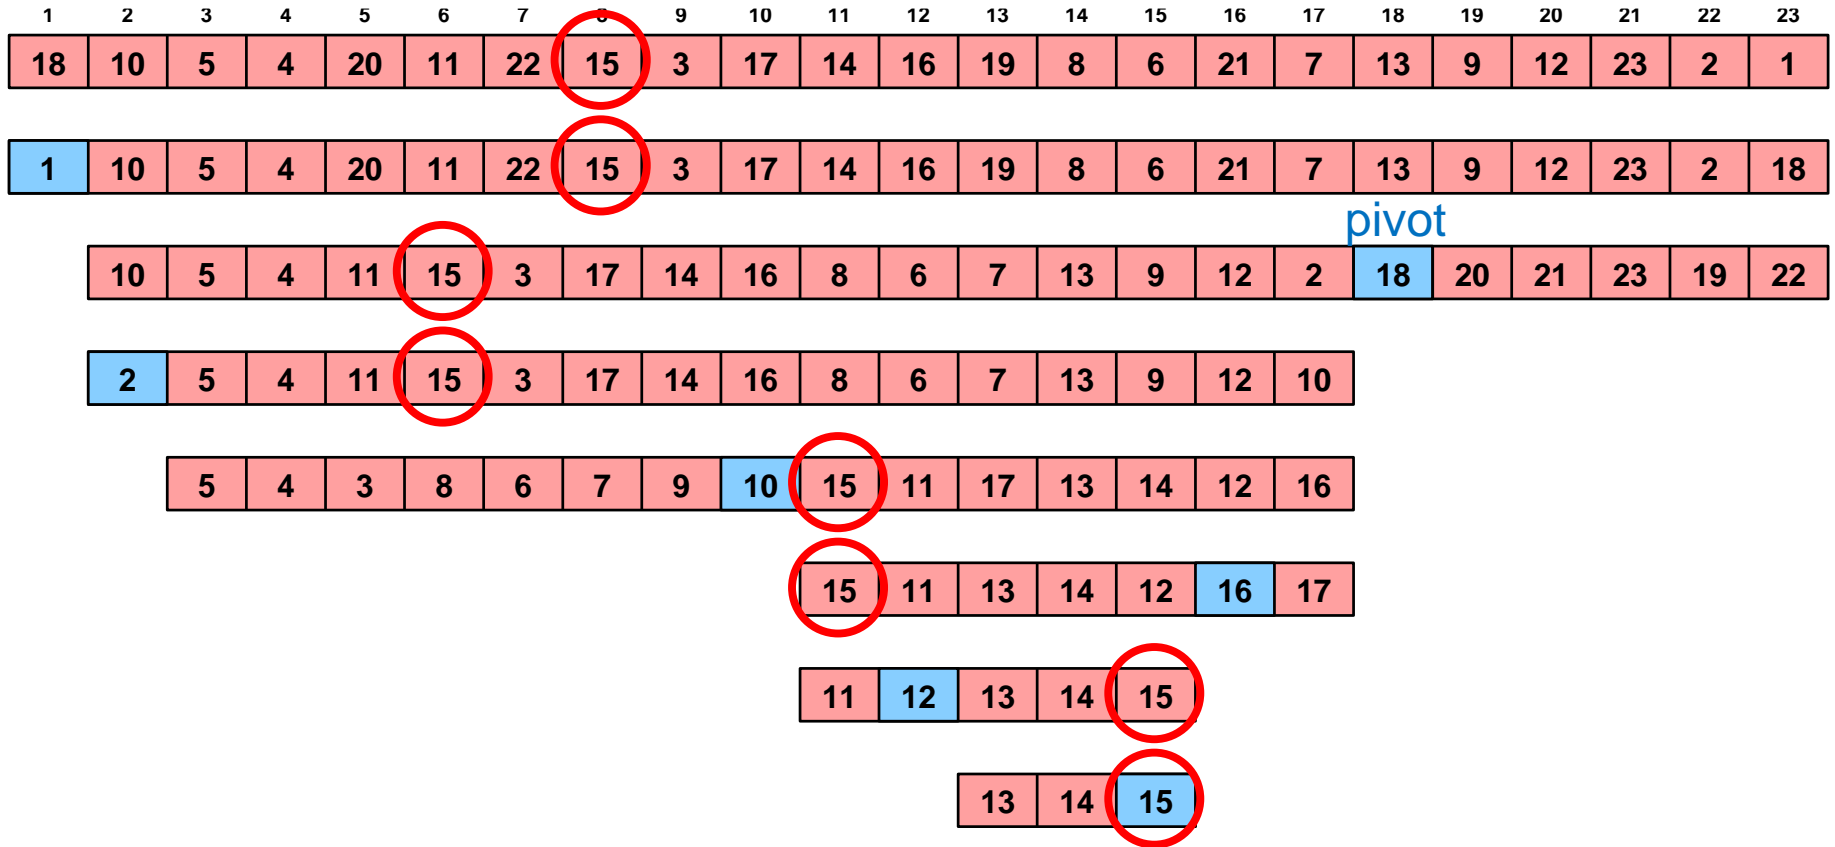 1 2 3 4 5 6 7 8 9 10 11 12 13 14 15 16 17 18 19 20 21 22 23
18 10 5 4 20 11 22 15 3 17 14 16 19 8 6 21 7 13 9 12 23 2 1
1 10 5 4 20 11 22 15 3 17 14 16 19 8 6 21 7 13 9 12 23 2 18
pivot
10 5 4 11 15 3 17 14 16 8 6 7 13 9 12 2 18 20 21 23 19 22
2 5 4 11 15 3 17 14 16 8 6 7 13 9 12 10
5 4 3 8 6 7 9 10 15 11 17 13 14 12 16
15 11 13 14 12 16 17
11 12 13 14 15
13 14 15